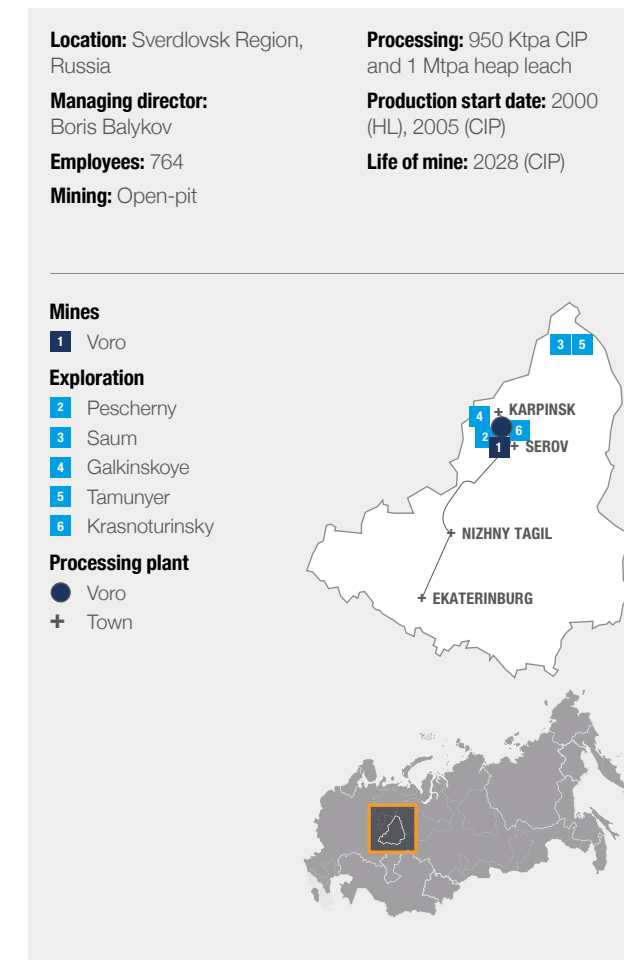 Location: Sverdlovsk Region,
Russia
Managing director:
Boris Balykov
Employees: 764
Mining: Open-pit
Processing: 950 Ktpa CIP
and 1 Mtpa heap leach
Production start date: 2000
(HL), 2005 (CIP)
Life of mine: 2028 (CIP)
Mines
1 Voro
Exploration
2 Pescherny
3 Saum
4 Galkinskoye
5 Tamunyer
6 Krasnoturinsky
Processing plant
Voro
+ Town
3 5
4 + KARPINSK
2 6
1 + SEROV
+ NIZHNY TAGIL
+ EKATERINBURG